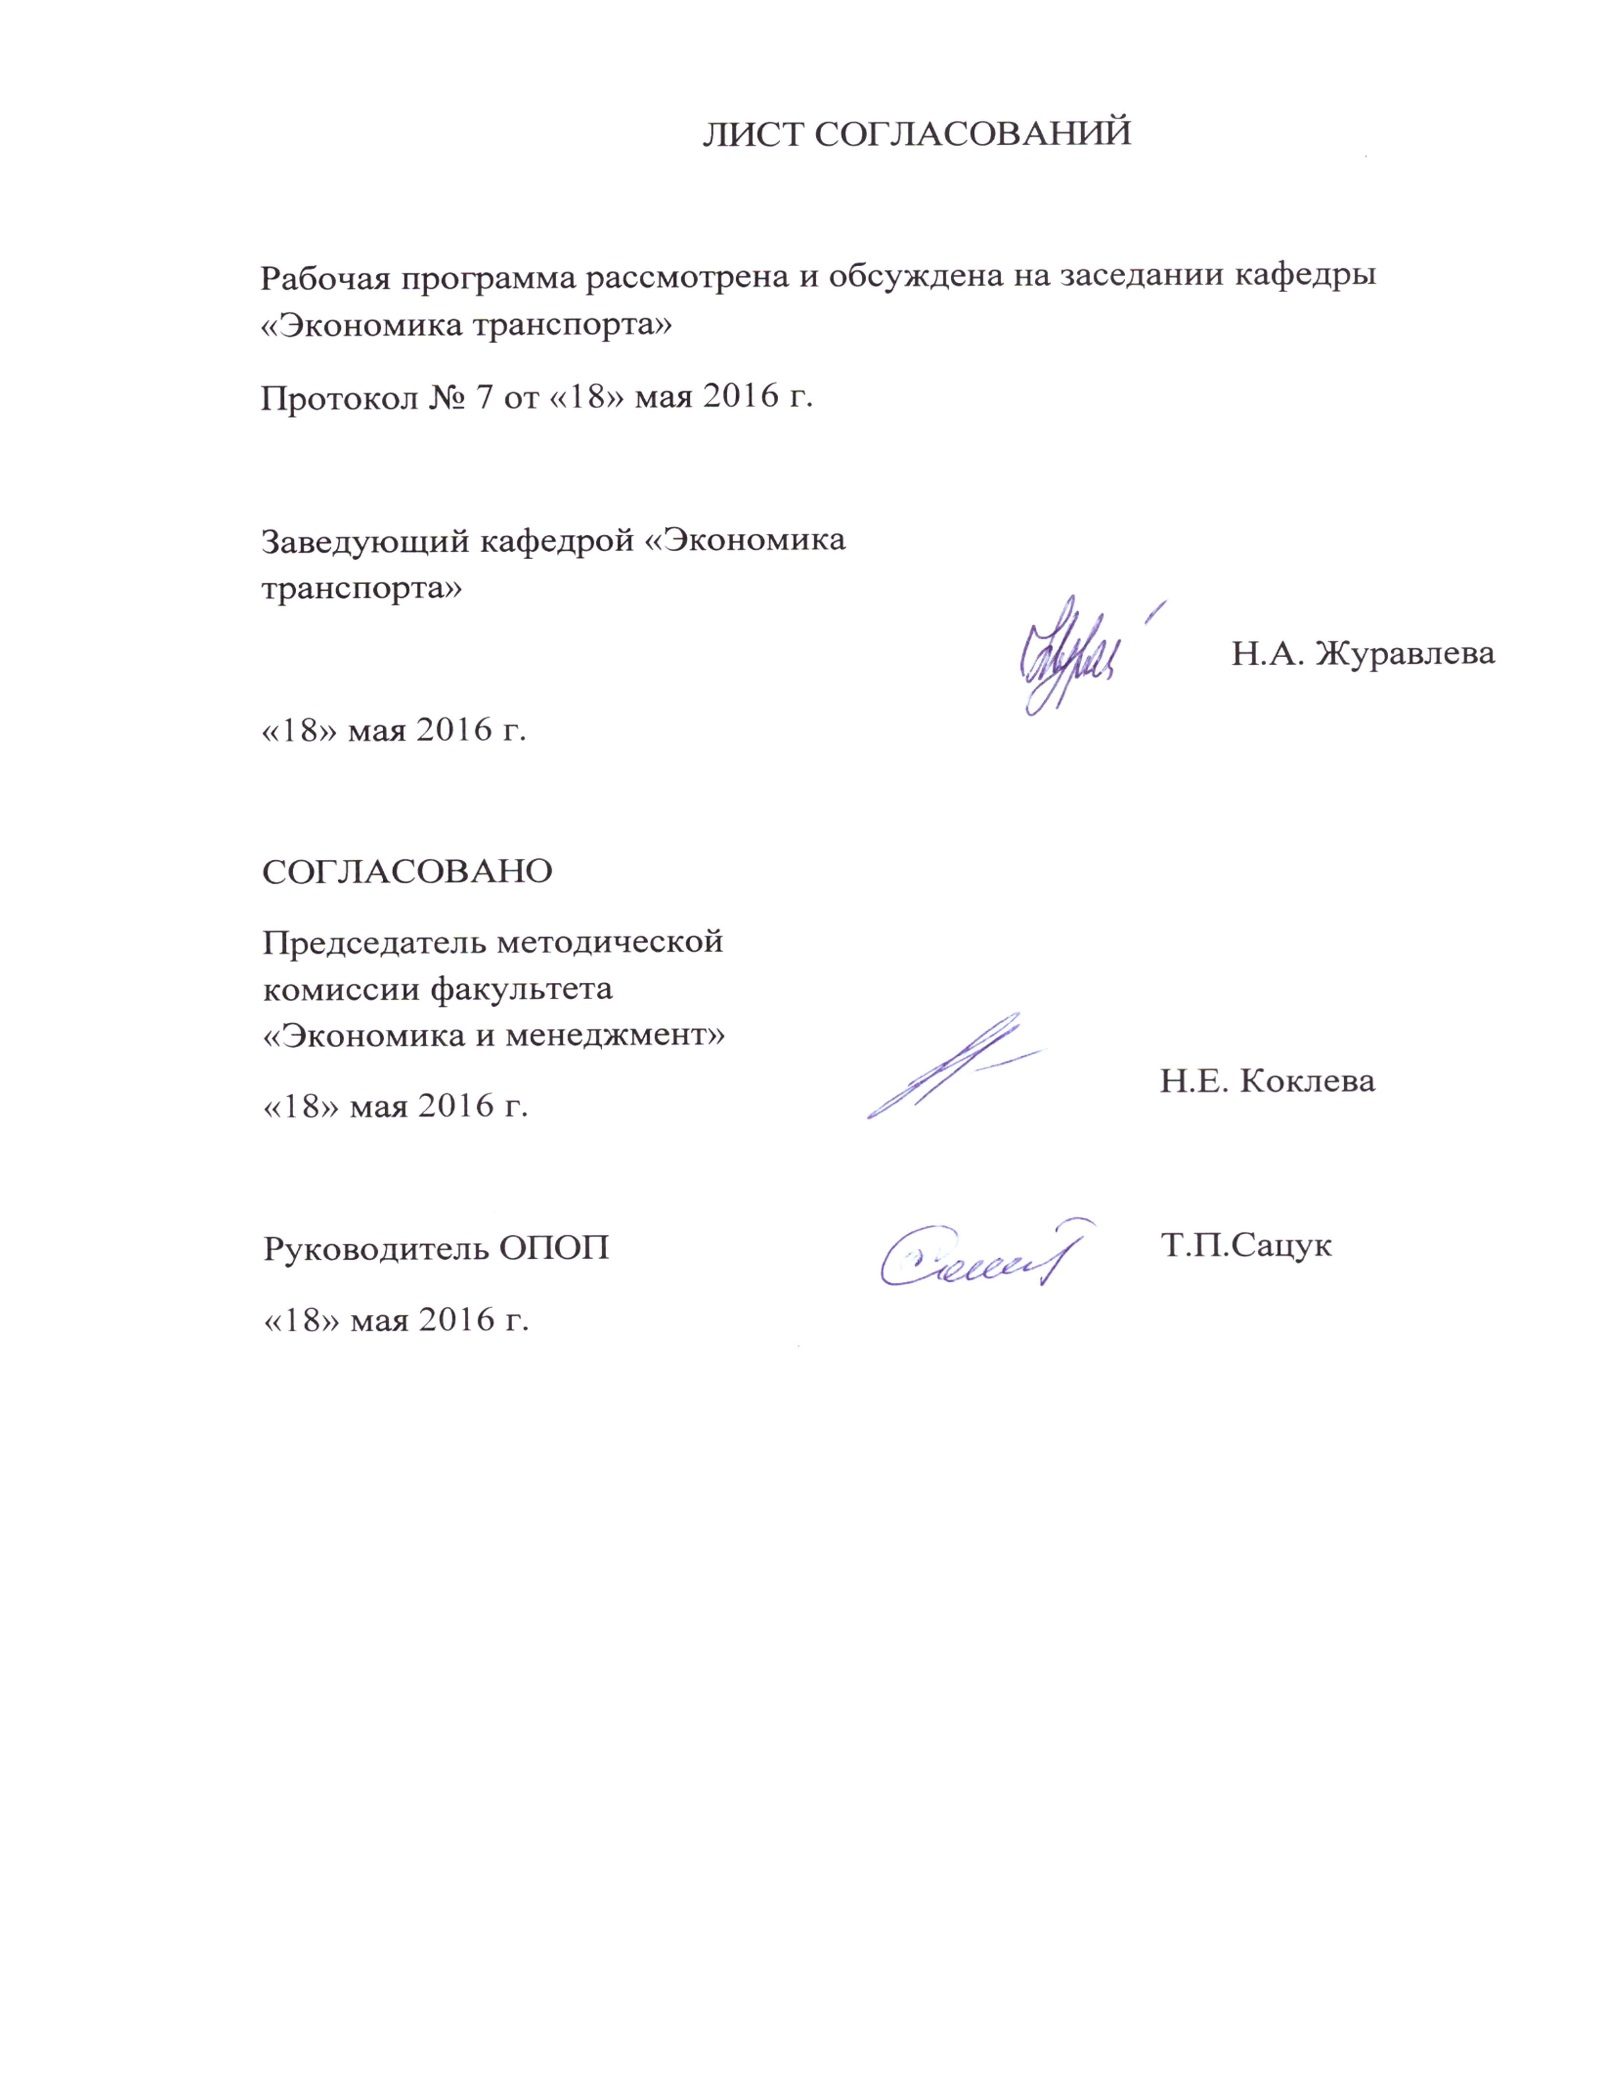 ЛИСТ СОГЛАСОВАНИЙ
Рабочая программа рассмотрена и обсуждена на заседании кафедры
«Экономика транспорта»
Протокол № 7 от «18» мая 2016 г.
Заведующий кафедрой «Экономика
транспорта»
Н.А. Журавлева
«18» мая 2016 г.
СОГЛАСОВАНО
Председатель методической
комиссии факультета
«Экономика и менеджмент»
Н.Е. Коклева
«18» мая 2016 г.
Руководитель ОПОП
Т.П.Сацук
«18» мая 2016 г.